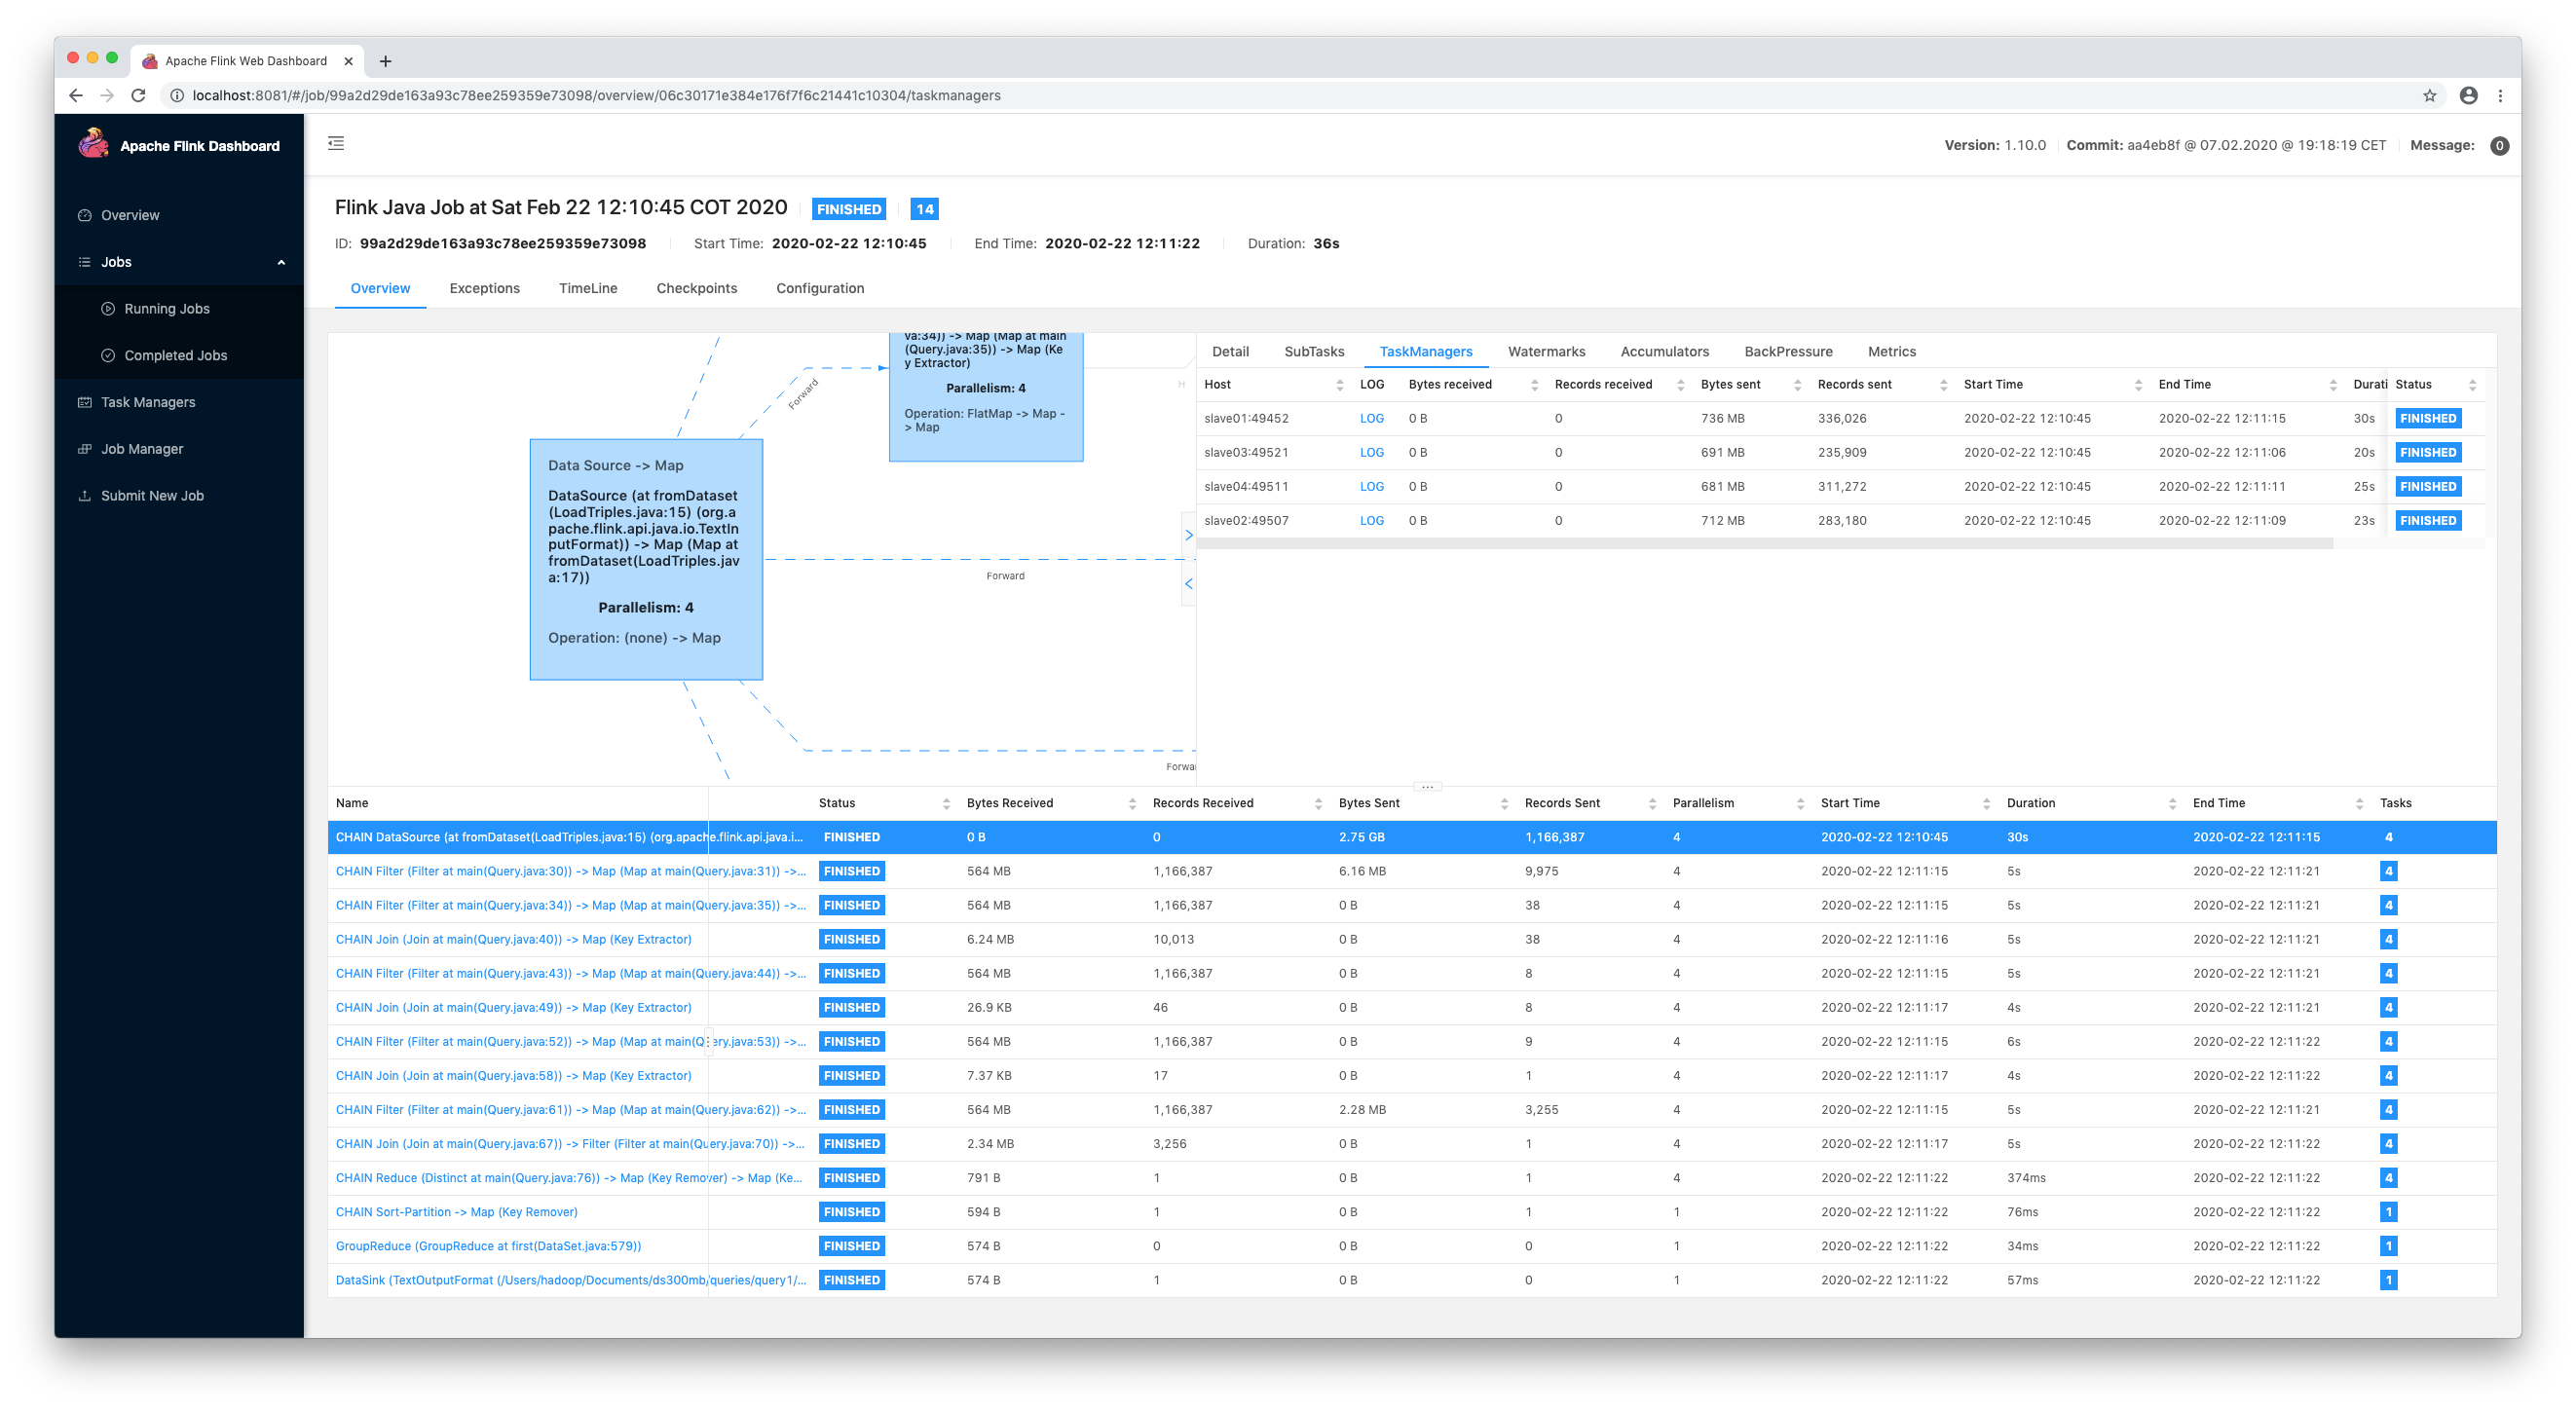 Apache Flink Web Dashboard
localhost:8081/#/job/99a2d29de163a93c78ee259359e73098/overview/06c30171e384e176f7f6c21441c10304/taskmanagers
Apache Flink Dashboard
Version: 1.10.0 Commit: aa4eb8f @ 07.02.2020 @ 19:18:19 CET Message: 0
Overview
Jobs
Running Jobs
Completed Jobs
Task Managers
Job Manager
Submit New Job
Flink Java Job at Sat Feb 22 12:10:45 COT 2020 FINISHED 14
ID: 99a2d29de163a93c78ee259359e73098 Start Time: 2020-02-22 12:10:45 End Time: 2020-02-22 12:11:22 Duration: 36s
Overview Exceptions TimeLine Checkpoints Configuration
va:34)) -> Map (Map at main
(Query.java:35)) -> Map (Ke
y Extractor)
Parallelism: 4
Operation: FlatMap -> Map -
> Map
Forward
H
Data Source -> Map
DataSource (at fromDataset
(LoadTriples.java:15) (org.a
pache.flink.api.java.io.TextIn
putFormat)) -> Map (Map at
fromDataset(LoadTriples.jav
a:17))
Parallelism: 4
Operation: (none) -> Map
Forward
Forwa
Detail SubTasks TaskManagers Watermarks Accumulators BackPressure Metrics
Host LOG Bytes received Records received Bytes sent Records sent Start Time End Time Durati Status
slave01:49452 LOG 0 B 0 736 MB 336,026 2020-02-22 12:10:45 2020-02-22 12:11:15 30s FINISHED
slave03:49521 LOG 0 B 0 691 MB 235,909 2020-02-22 12:10:45 2020-02-22 12:11:06 20s FINISHED
slave04:49511 LOG 0 B 0 681 MB 311,272 2020-02-22 12:10:45 2020-02-22 12:11:11 25s FINISHED
slave02:49507 LOG 0 B 0 712 MB 283,180 2020-02-22 12:10:45 2020-02-22 12:11:09 23s FINISHED
Name Status Bytes Received Records Received Bytes Sent Records Sent Parallelism Start Time Duration End Time Tasks
CHAIN DataSource (at fromDataset(LoadTriples.java:15) (org.apache.flink.api.java.i... FINISHED 0 B 0 2.75 GB 1,166,387 4 2020-02-22 12:10:45 30s 2020-02-22 12:11:15 4
CHAIN Filter (Filter at main(Query.java:30)) -> Map (Map at main(Query.java:31)) ->... FINISHED 564 MB 1,166,387 6.16 MB 9,975 4 2020-02-22 12:11:15 5s 2020-02-22 12:11:21 4
CHAIN Filter (Filter at main(Query.java:34)) -> Map (Map at main(Query.java:35)) ->... FINISHED 564 MB 1,166,387 0 B 38 4 2020-02-22 12:11:15 5s 2020-02-22 12:11:21 4
CHAIN Join (Join at main(Query.java:40)) -> Map (Key Extractor) FINISHED 6.24 MB 10,013 0 B 38 4 2020-02-22 12:11:16 5s 2020-02-22 12:11:21 4
CHAIN Filter (Filter at main(Query.java:43)) -> Map (Map at main(Query.java:44)) ->... FINISHED 564 MB 1,166,387 0 B 8 4 2020-02-22 12:11:15 5s 2020-02-22 12:11:21 4
CHAIN Join (Join at main(Query.java:49)) -> Map (Key Extractor) FINISHED 26.9 KB 46 0 B 8 4 2020-02-22 12:11:17 4s 2020-02-22 12:11:21 4
CHAIN Filter (Filter at main(Query.java:52)) -> Map (Map at main(Query.java:53)) ->... FINISHED 564 MB 1,166,387 0 B 9 4 2020-02-22 12:11:15 6s 2020-02-22 12:11:22 4
CHAIN Join (Join at main(Query.java:58)) -> Map (Key Extractor) FINISHED 7.37 KB 17 0 B 1 4 2020-02-22 12:11:17 4s 2020-02-22 12:11:22 4
CHAIN Filter (Filter at main(Query.java:61)) -> Map (Map at main(Query.java:62)) ->... FINISHED 564 MB 1,166,387 2.28 MB 3,255 4 2020-02-22 12:11:15 5s 2020-02-22 12:11:21 4
CHAIN Join (Join at main(Query.java:67)) -> Filter (Filter at main(Query.java:70)) ->... FINISHED 2.34 MB 3,256 0 B 1 4 2020-02-22 12:11:17 5s 2020-02-22 12:11:22 4
CHAIN Reduce (Distinct at main(Query.java:76)) -> Map (Key Remover) -> Map (Ke... FINISHED 791 B 1 0 B 1 4 2020-02-22 12:11:22 374ms 2020-02-22 12:11:22 4
CHAIN Sort-Partition -> Map (Key Remover) FINISHED 594 B 1 0 B 1 1 2020-02-22 12:11:22 76ms 2020-02-22 12:11:22 1
GroupReduce (GroupReduce at first(DataSet.java:579)) FINISHED 574 B 0 0 B 0 1 2020-02-22 12:11:22 34ms 2020-02-22 12:11:22 1
DataSink (TextOutputFormat (/Users/hadoop/Documents/ds300mb/queries/query1/... FINISHED 574 B 1 0 B 0 1 2020-02-22 12:11:22 57ms 2020-02-22 12:11:22 1